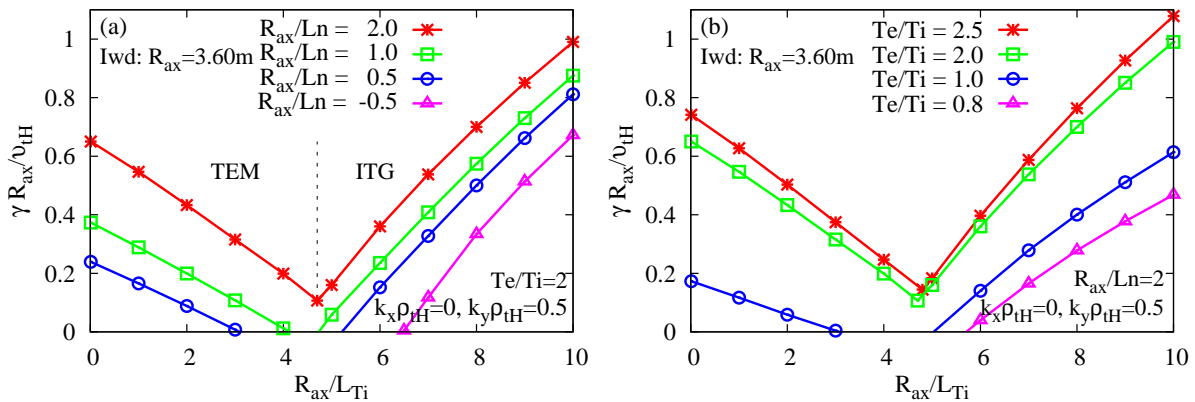 (a)
Iwd: R_ax=3.60m
R_ax/Ln = 2.0
R_ax/Ln = 1.0
R_ax/Ln = 0.5
R_ax/Ln = -0.5
TEM
ITG
Te/Ti=2
k_xρ_tH=0, k_yρ_tH=0.5
γ R_ax/υ_tH
1
0.8
0.6
0.4
0.2
0
0 2 4 6 8 10
R_ax/L_Ti
(b)
Iwd: R_ax=3.60m
Te/Ti = 2.5
Te/Ti = 2.0
Te/Ti = 1.0
Te/Ti = 0.8
R_ax/Ln=2
k_xρ_tH=0, k_yρ_tH=0.5
γ R_ax/υ_tH
1
0.8
0.6
0.4
0.2
0
0 2 4 6 8 10
R_ax/L_Ti